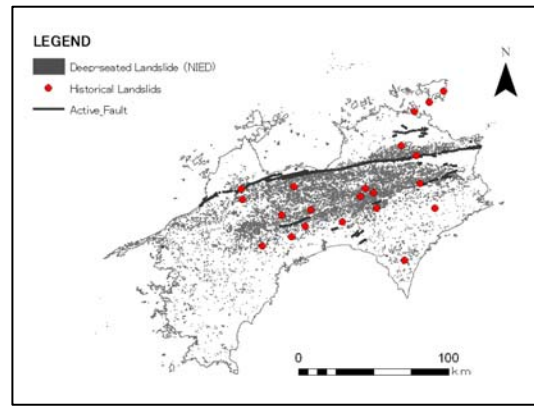 LEGEND
Deep-seated Landslide (NIED)
Historical Landslids
Active_Fault
N
0 100
km